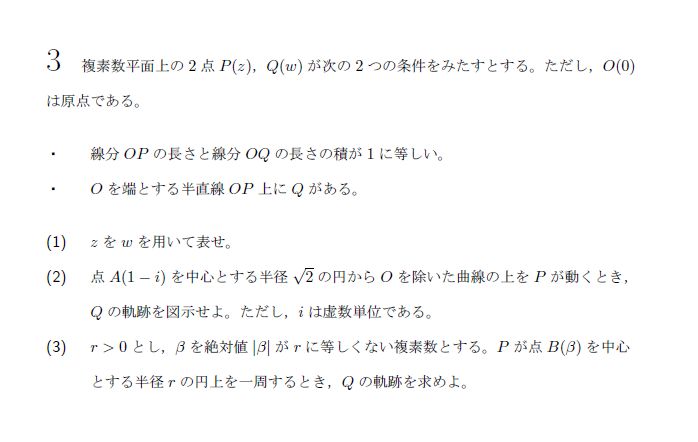 3 複素数平面上の 2 点 P(z)，Q(w) が次の 2 つの条件をみたすとする。ただし，O(0)
は原点である。
・ 線分 OP の長さと線分 OQ の長さの積が 1 に等しい。
・ O を端とする半直線 OP 上に Q がある。
(1) z を w を用いて表せ。
(2) 点 A(1 − i) を中心とする半径 √2 の円から O を除いた曲線の上を P が動くとき，
Q の軌跡を図示せよ。ただし，i は虚数単位である。
(3) r > 0 とし，β を絶対値 |β| が r に等しくない複素数とする。P が点 B(β) を中心
とする半径 r の円上を一周するとき，Q の軌跡を求めよ。